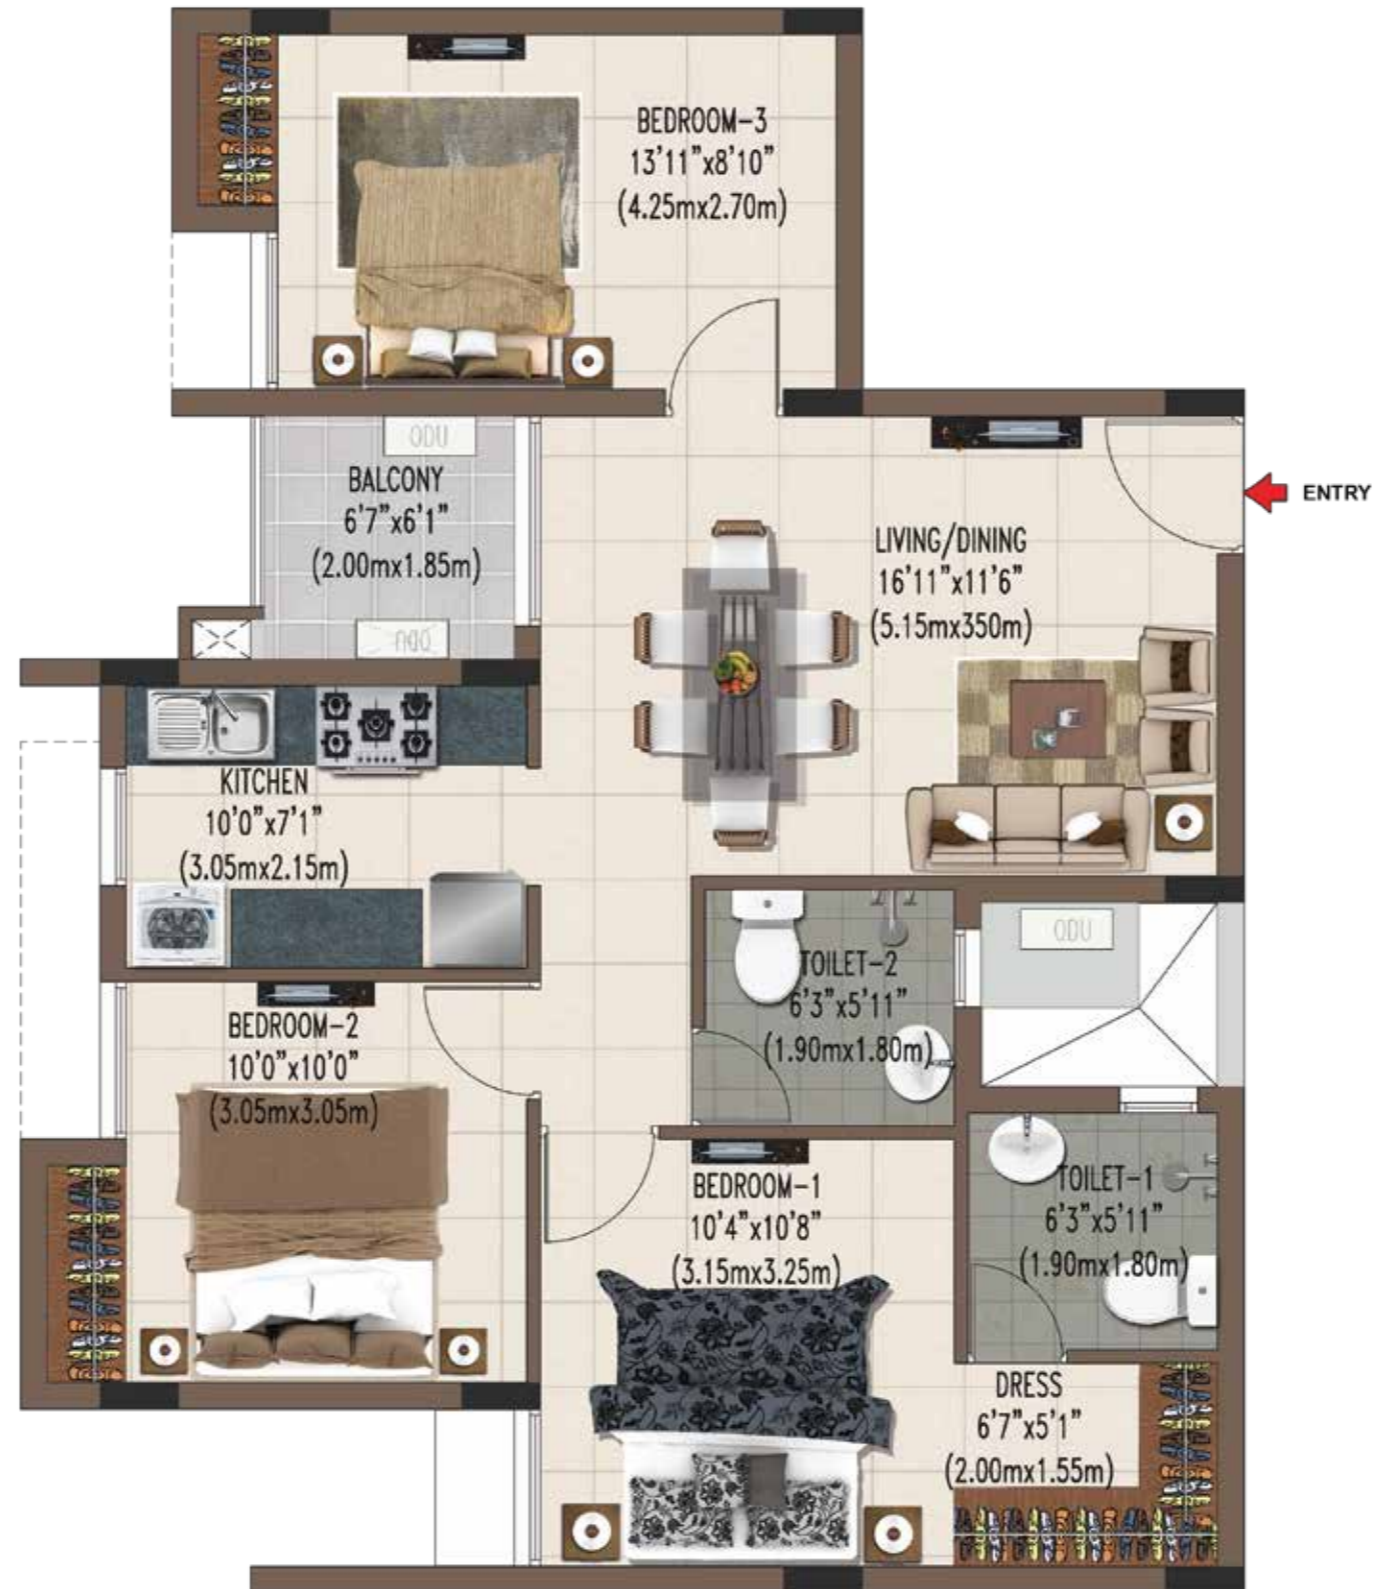 BEDROOM-3
13'11"x8'10"
(4.25mx2.70m)
ODU
BALCONY
6'7"x6'1"
(2.00mx1.85m)
ODU
ENTRY
LIVING/DINING
16'11"x11'6"
(5.15mx350m)
KITCHEN
10'0"x7'1"
(3.05mx2.15m)
TOILET-2
6'3"x5'11"
(1.90mx1.80m)
ODU
BEDROOM-2
10'0"x10'0"
(3.05mx3.05m)
BEDROOM-1
10'4"x10'8"
(3.15mx3.25m)
TOILET-1
6'3"x5'11"
(1.90mx1.80m)
DRESS
6'7"x5'1"
(2.00mx1.55m)